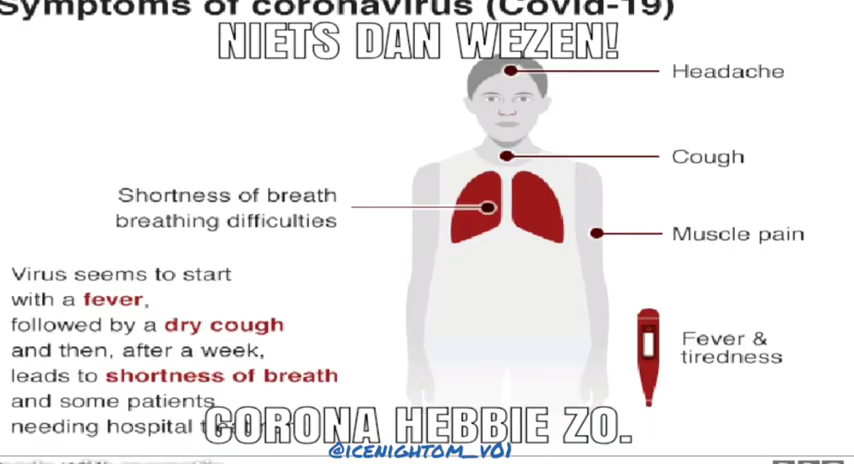 Symptoms of coronavirus (Covid-19)
NIETS DAN WEZEN!
Headache
Cough
Shortness of breath
breathing difficulties
Muscle pain
Virus seems to start
with a fever,
followed by a dry cough
and then, after a week,
leads to shortness of breath
and some patients
needing hospital
Fever &
tiredness
CORONA HEBBIE ZO.
@ICENIGHTOM_V01